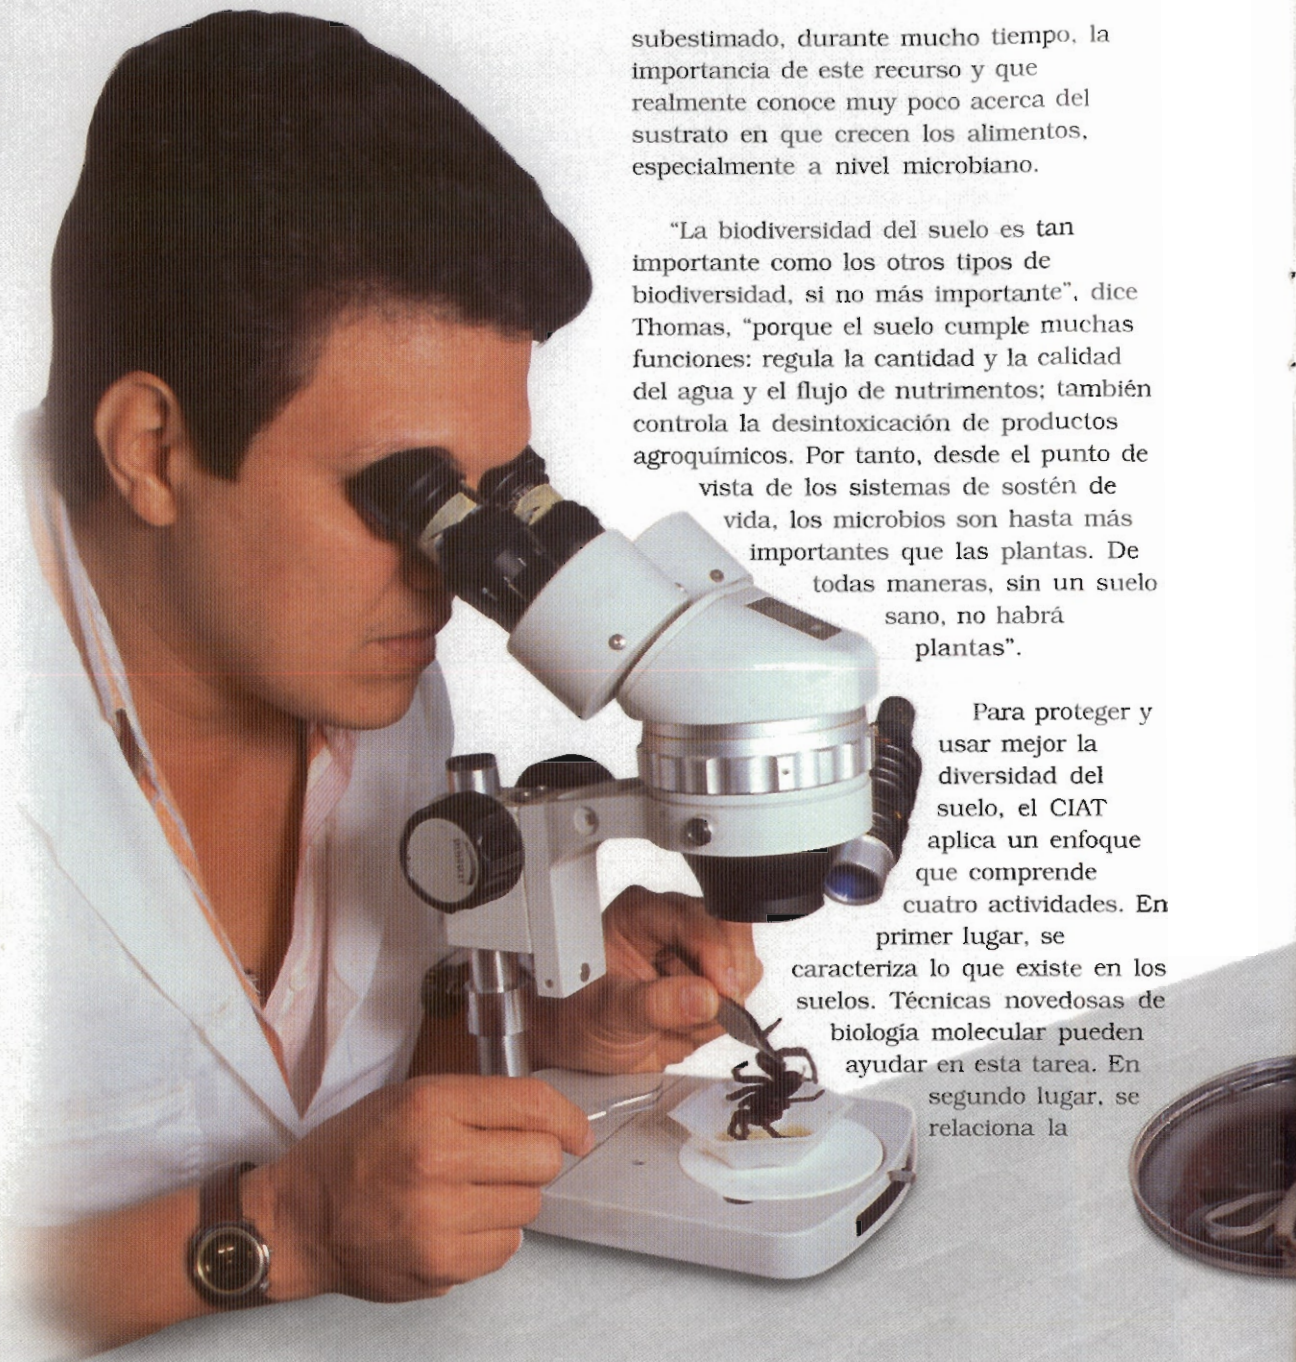 subestimado, durante mucho tiempo, la
importancia de este recurso y que
realmente conoce muy poco acerca del
sustrato en que crecen los alimentos,
especialmente a nivel microbiano.
“La biodiversidad del suelo es tan
importante como los otros tipos de
biodiversidad, si no más importante”, dice
Thomas, “porque el suelo cumple muchas
funciones: regula la cantidad y la calidad
del agua y el flujo de nutrimentos; también
controla la desintoxicación de productos
agroquímicos. Por tanto, desde el punto de
vista de los sistemas de sostén de
vida, los microbios son hasta más
importantes que las plantas. De
todas maneras, sin un suelo
sano, no habrá
plantas”.
Para proteger y
usar mejor la
diversidad del
suelo, el CIAT
aplica un enfoque
que comprende
cuatro actividades. En
primer lugar, se
caracteriza lo que existe en los
suelos. Técnicas novedosas de
biología molecular pueden
ayudar en esta tarea. En
segundo lugar, se
relaciona la